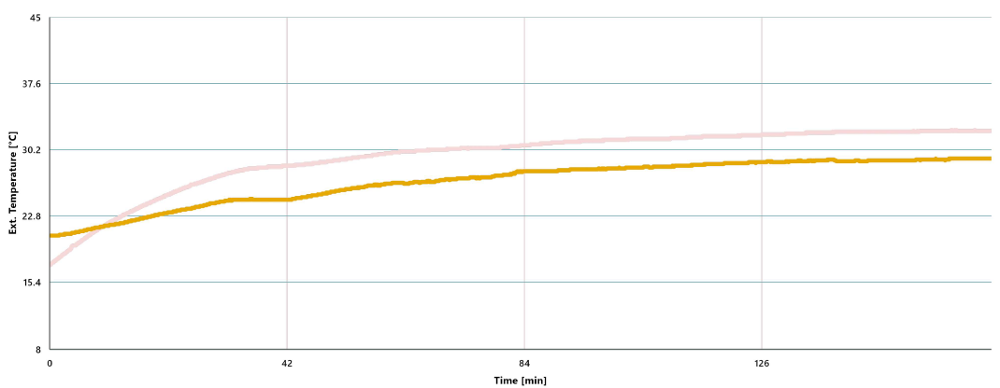 45
37.6
30.2
22.8
15.4
8
Ext. Temperature [°C]
0 42 84 126
Time [min]